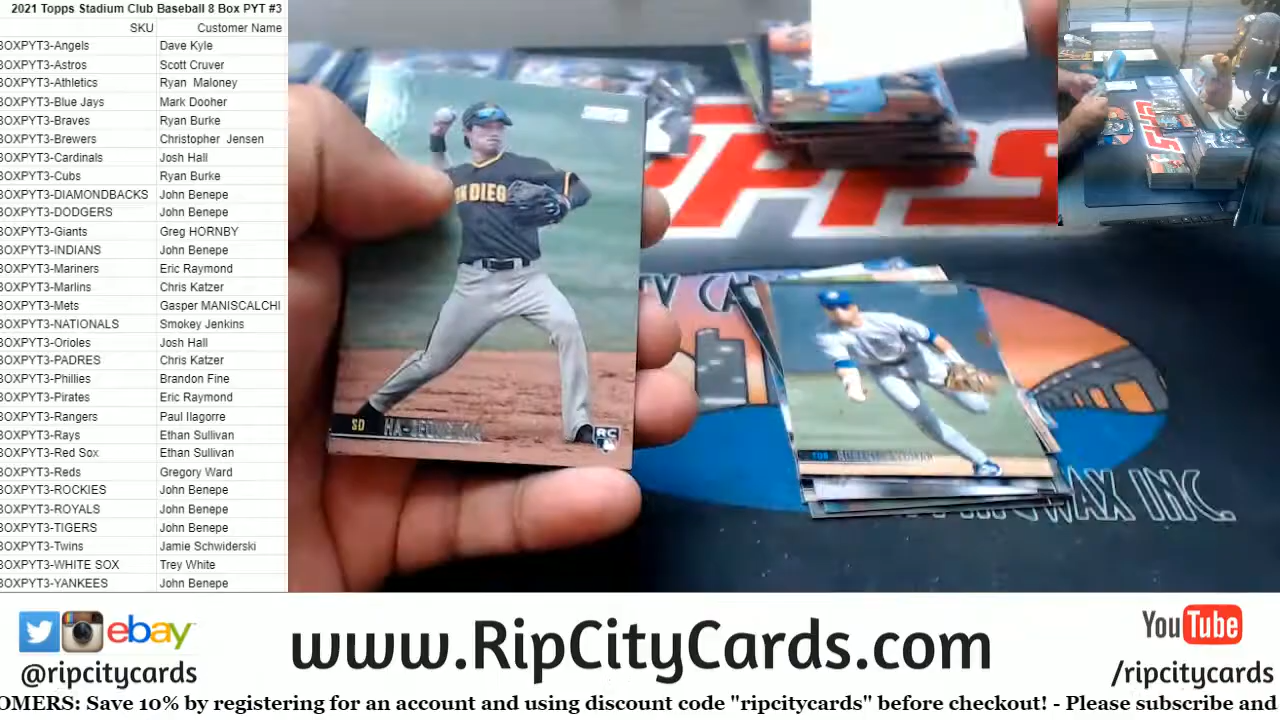 2021 Topps Stadium Club Baseball 8 Box PYT #3
SKU Customer Name
BOXPYT3-Angels Dave Kyle
BOXPYT3-Astros Scott Cruver
BOXPYT3-Athletics Ryan Maloney
BOXPYT3-Blue Jays Mark Dooher
BOXPYT3-Braves Ryan Burke
BOXPYT3-Brewers Christopher Jensen
BOXPYT3-Cardinals Josh Hall
BOXPYT3-Cubs Ryan Burke
BOXPYT3-DIAMONDBACKS John Benepe
BOXPYT3-DODGERS John Benepe
BOXPYT3-Giants Greg HORNBY
BOXPYT3-INDIANS John Benepe
BOXPYT3-Mariners Eric Raymond
BOXPYT3-Marlins Chris Katzer
BOXPYT3-Mets Gasper MANISCALCHI
BOXPYT3-NATIONALS Smokey Jenkins
BOXPYT3-Orioles Josh Hall
BOXPYT3-PADRES Chris Katzer
BOXPYT3-Phillies Brandon Fine
BOXPYT3-Pirates Eric Raymond
BOXPYT3-Rangers Paul Ilagorre
BOXPYT3-Rays Ethan Sullivan
BOXPYT3-Red Sox Ethan Sullivan
BOXPYT3-Reds Gregory Ward
BOXPYT3-ROCKIES John Benepe
BOXPYT3-ROYALS John Benepe
BOXPYT3-TIGERS John Benepe
BOXPYT3-Twins Jamie Schwiderski
BOXPYT3-WHITE SOX Trey White
BOXPYT3-YANKEES John Benepe
SAN DIEGO
SD
RC
TOR
WAX INC.
ebay
@ripcitycards
www.RipCityCards.com
YouTube
/ripcitycards
OMERS: Save 10% by registering for an account and using discount code "ripcitycards" before checkout! - Please subscribe and